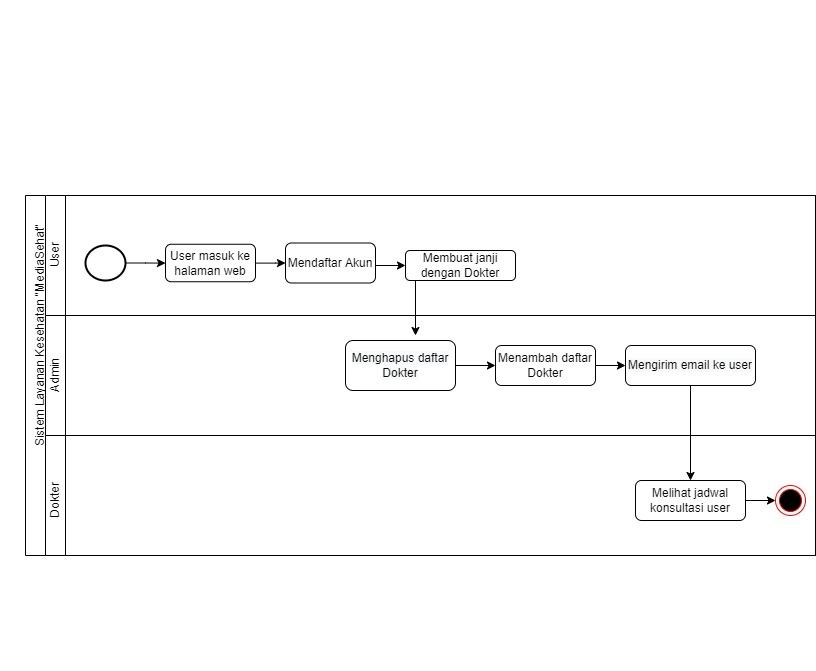 Sistem Layanan Kesehatan "MediaSehat"
User
User masuk ke
halaman web
Mendaftar Akun
Membuat janji
dengan Dokter
Admin
Menghapus daftar
Dokter
Menambah daftar
Dokter
Mengirim email ke user
Dokter
Melihat jadwal
konsultasi user